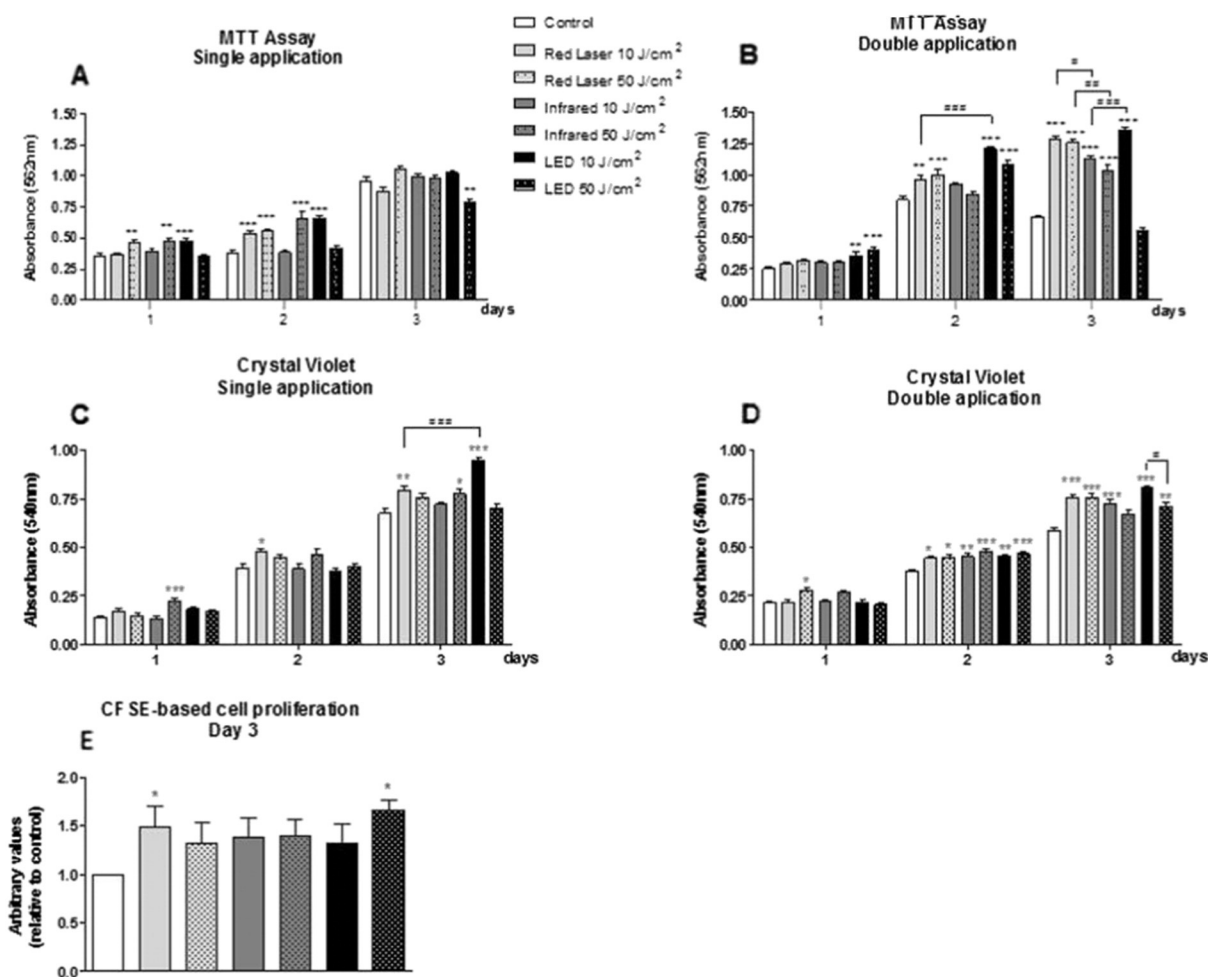 Control
Red Laser 10 J/cm²
Red Laser 50 J/cm²
Infrared 10 J/cm²
Infrared 50 J/cm²
LED 10 J/cm²
LED 50 J/cm²
MTT Assay
Single application
A
Absorbance (562nm)
1.50
1.25
1.00
0.75
0.50
0.25
0.00
** ** ***
*** *** *** ***
**
1 2 3 days
MTT Assay
Double application
B
Absorbance (562nm)
1.50
1.25
1.00
0.75
0.50
0.25
0.00
** ***
###
** *** *** ***
#
##
###
*** *** *** *** ***
1 2 3 days
Crystal Violet
Single application
C
Absorbance (540nm)
1.00
0.75
0.50
0.25
0.00
***
*
###
** * ***
1 2 3 days
Crystal Violet
Double aplication
D
Absorbance (540nm)
1.00
0.75
0.50
0.25
0.00
*
* * ** *** ** ***
#
*** *** *** *** **
1 2 3 days
CFSE-based cell proliferation
Day 3
E
Arbitrary values
(relative to control)
2.0
1.5
1.0
0.5
0.0
* *